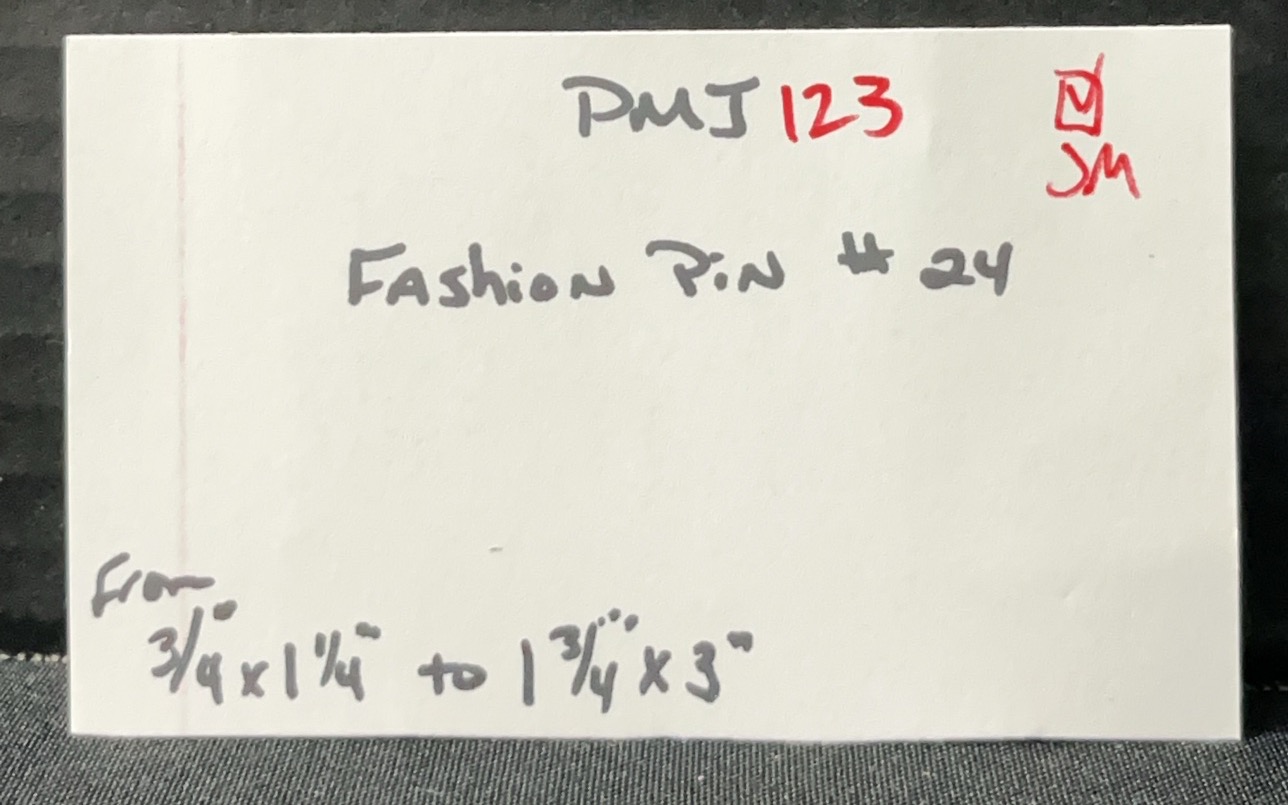 PMJ 123 ☑
JM
Fashion Pin # 24
From
3/4" x 1 1/4" to 1 3/4" x 3"